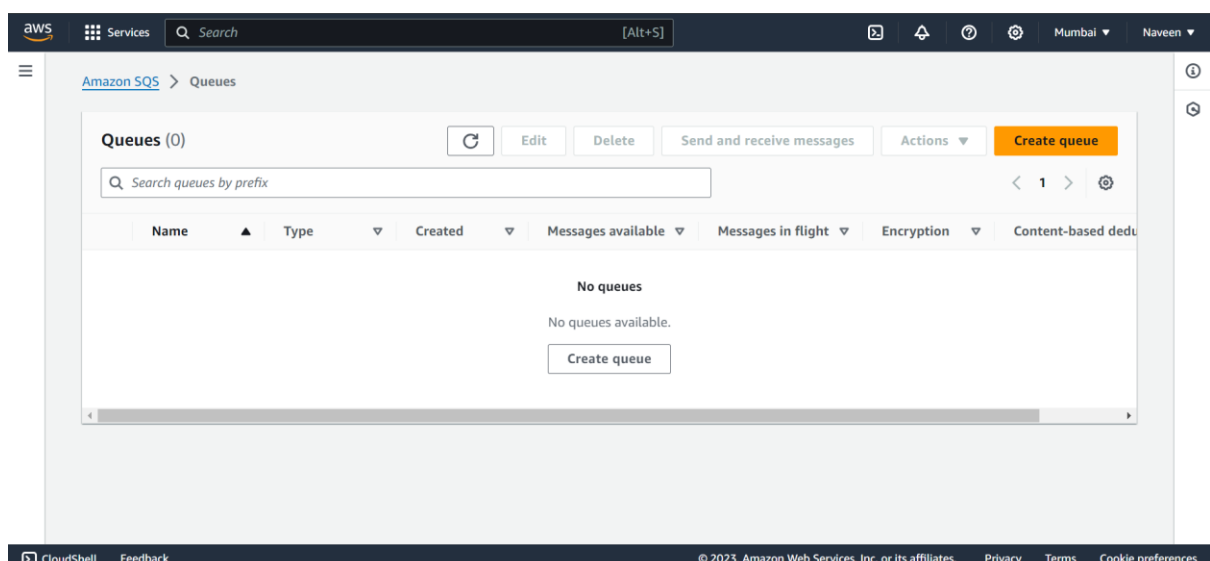 aws Services Search [Alt+S] Mumbai ▼ Naveen ▼
Amazon SQS > Queues
Queues (0) Edit Delete Send and receive messages Actions ▼ Create queue
Search queues by prefix < 1 >
Name ▲ Type ▽ Created ▽ Messages available ▽ Messages in flight ▽ Encryption ▽ Content-based dedu
No queues
No queues available.
Create queue
CloudShell Feedback © 2023, Amazon Web Services, Inc. or its affiliates. Privacy Terms Cookie preferences